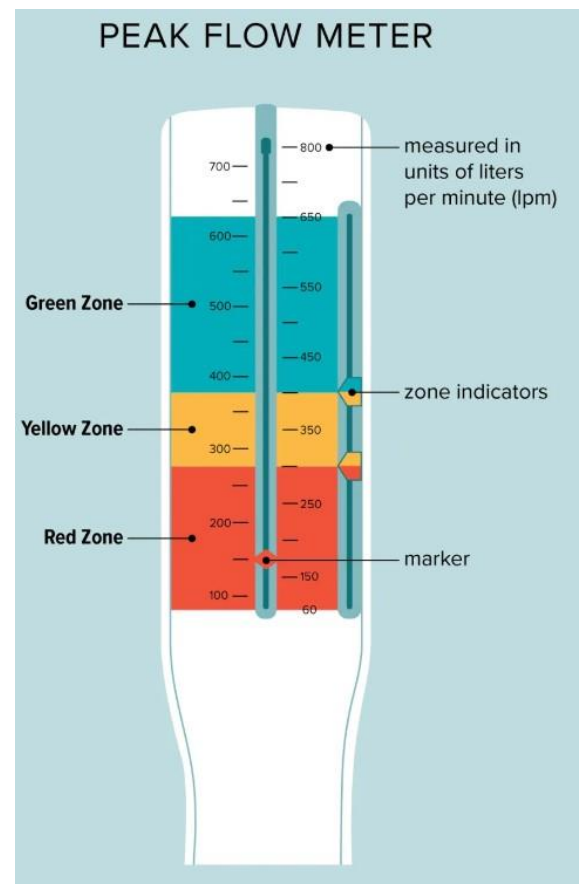 PEAK FLOW METER
800
measured in
units of liters
per minute (lpm)
700
650
600
Green Zone
550
500
450
400
zone indicators
Yellow Zone
350
300
250
200
Red Zone
marker
150
100
60